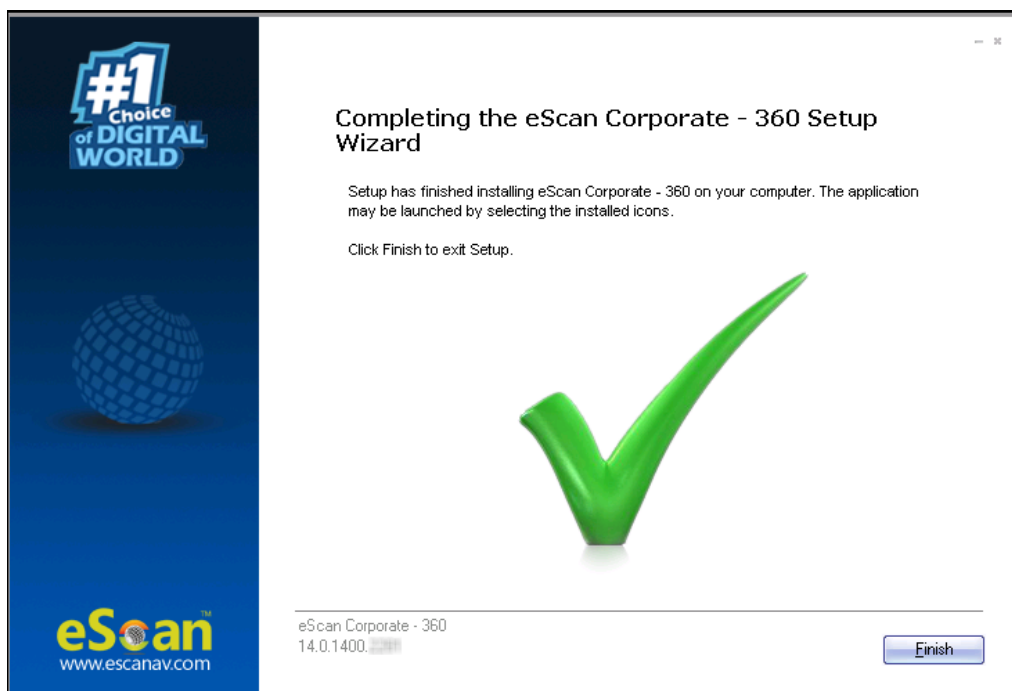 #1
Choice
of DIGITAL
WORLD
Completing the eScan Corporate - 360 Setup
Wizard
Setup has finished installing eScan Corporate - 360 on your computer. The application
may be launched by selecting the installed icons.
Click Finish to exit Setup.
eScan™
www.escanav.com
eScan Corporate - 360
14.0.1400.
Finish